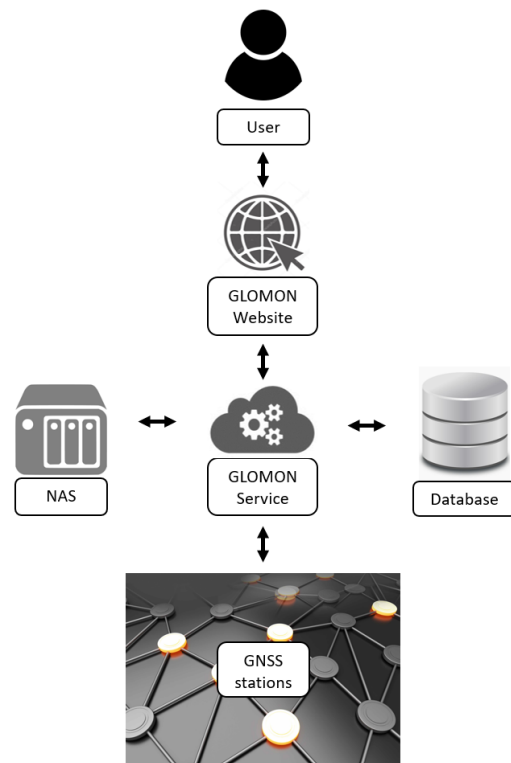 User
GLOMON
Website
GLOMON
Service
NAS
Database
GNSS
stations